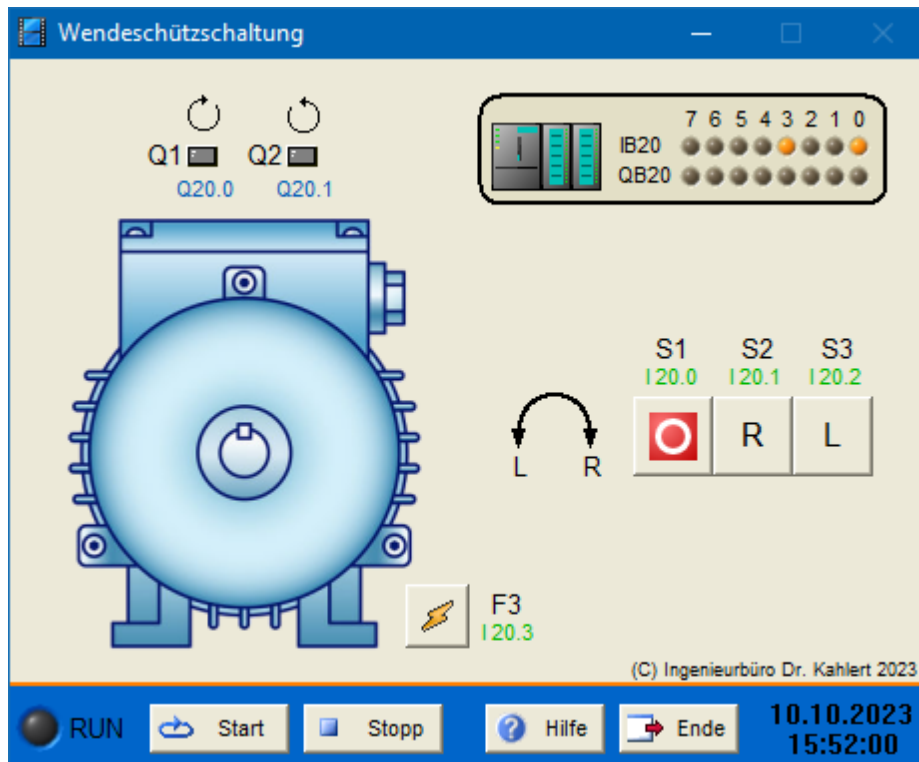 Wendeschützschaltung
7 6 5 4 3 2 1 0
IB20
QB20
Q1
Q2
Q20.0
Q20.1
S1
S2
S3
I 20.0
I 20.1
I 20.2
R
L
L
R
F3
I 20.3
(C) Ingenieurbüro Dr. Kahlert 2023
RUN
Start
Stopp
Hilfe
Ende
10.10.2023
15:52:00